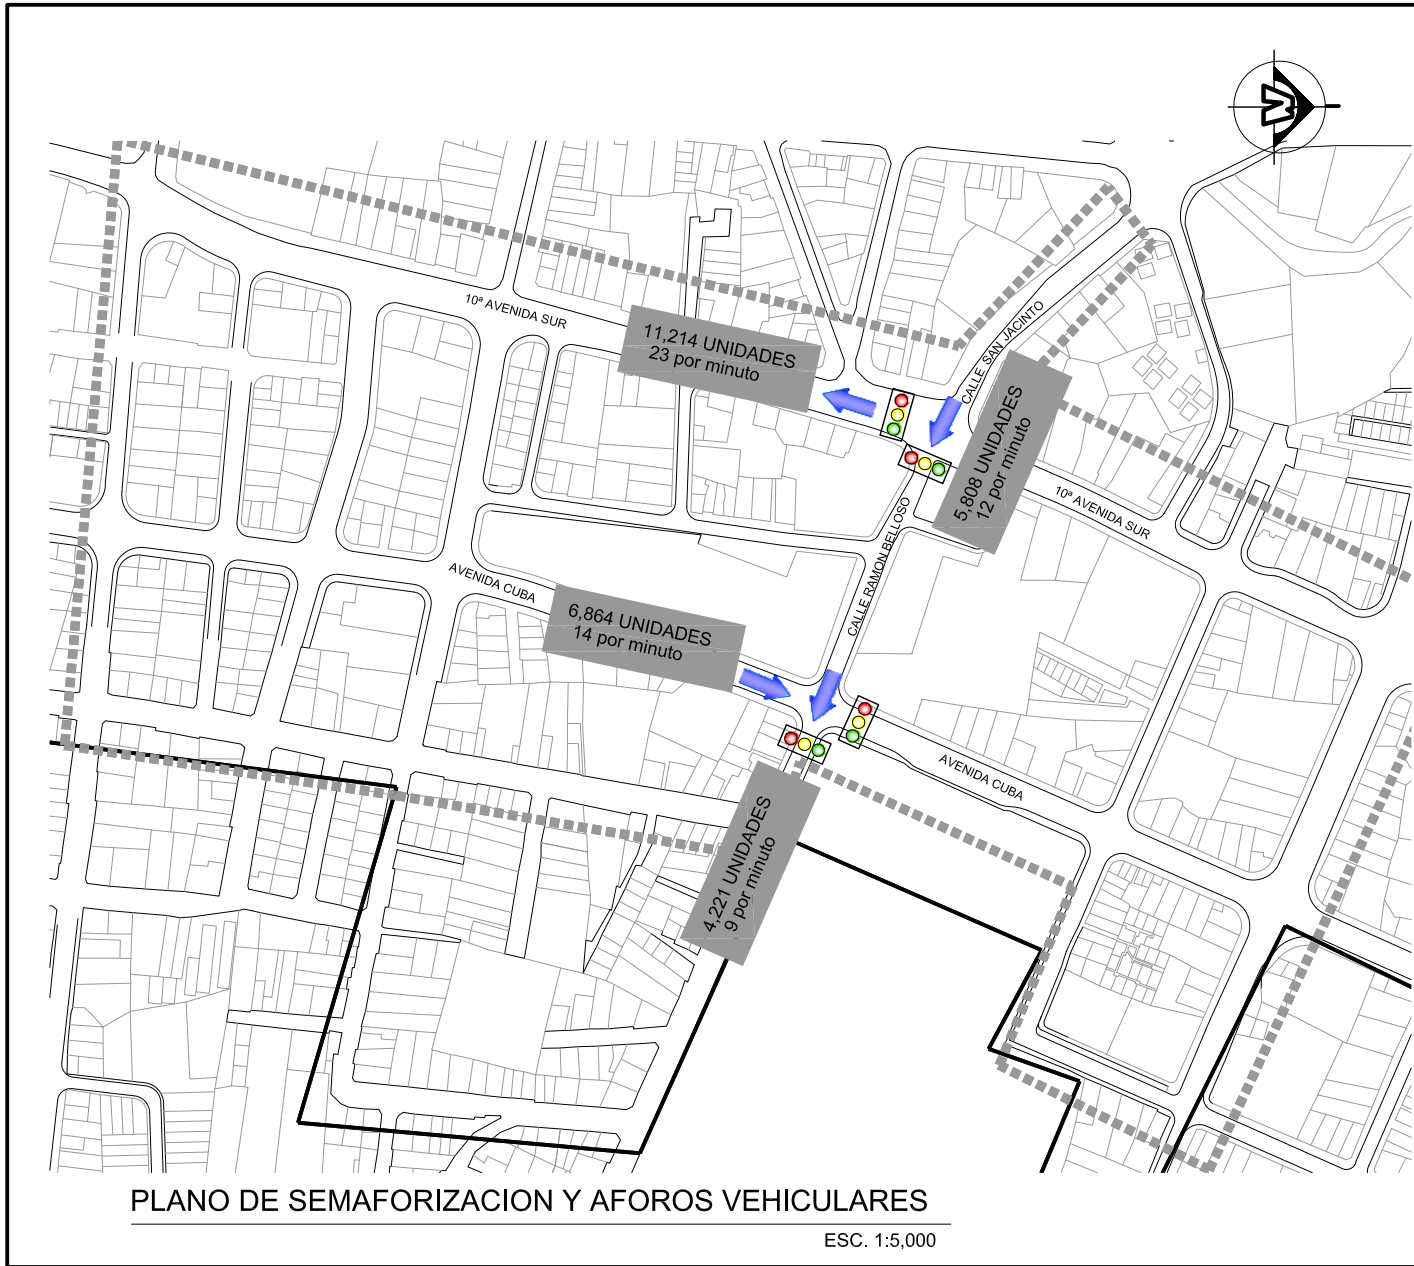 10ª AVENIDA SUR
11,214 UNIDADES
23 por minuto
CALLE SAN JACINTO
5,808 UNIDADES
12 por minuto
10ª AVENIDA SUR
CALLE RAMON BELLOSO
AVENIDA CUBA
6,864 UNIDADES
14 por minuto
AVENIDA CUBA
4,221 UNIDADES
9 por minuto
PLANO DE SEMAFORIZACION Y AFOROS VEHICULARES
ESC. 1:5,000